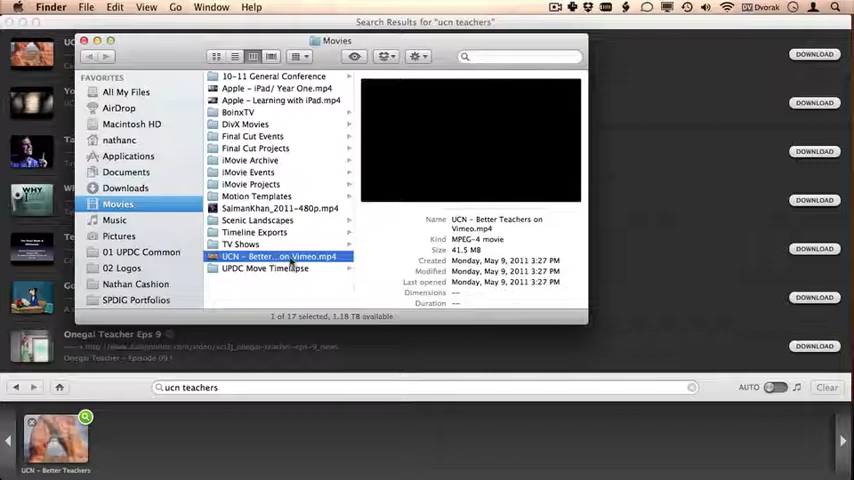 Finder File Edit View Go Window Help
Dvorak
Search Results for "ucn teachers"
Movies
FAVORITES
All My Files
AirDrop
Macintosh HD
nathanc
Applications
Documents
Downloads
Movies
Music
Pictures
01 UPDC Common
02 Logos
Nathan Cashion
SPDiG Portfolios
10-11 General Conference
Apple - iPad/ Year One.mp4
Apple - Learning with iPad.mp4
BoinxTV
DivX Movies
Final Cut Events
Final Cut Projects
iMovie Archive
iMovie Events
iMovie Projects
Motion Templates
SalmanKhan_2011-480p.mp4
Scenic Landscapes
Timeline Exports
TV Shows
UCN - Better...on Vimeo.mp4
UPDC Move Timelapse
Name UCN - Better Teachers on Vimeo.mp4
Kind MPEG-4 movie
Size 41.5 MB
Created Monday, May 9, 2011 3:27 PM
Modified Monday, May 9, 2011 3:27 PM
Last opened Monday, May 9, 2011 3:27 PM
Dimensions --
Duration --
1 of 17 selected, 1.18 TB available
DOWNLOAD
DOWNLOAD
DOWNLOAD
DOWNLOAD
DOWNLOAD
DOWNLOAD
DOWNLOAD
Onegai Teacher Eps 9
Onegai Teacher - Episode 09 !
ucn teachers
AUTO
Clear
UCN - Better Teachers